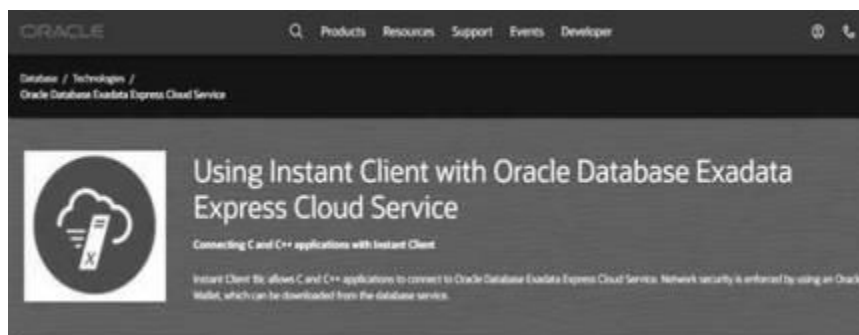 ORACLE
Products Resources Support Events Developer
Database / Technologies /
Oracle Database Exadata Express Cloud Service
Using Instant Client with Oracle Database Exadata
Express Cloud Service
Connecting C and C++ applications with Instant Client
Instant Client allows C and C++ applications to connect to Oracle Database Exadata Express Cloud Service. Network security is enforced by using an Oracle
Wallet, which can be downloaded from the database service.
X